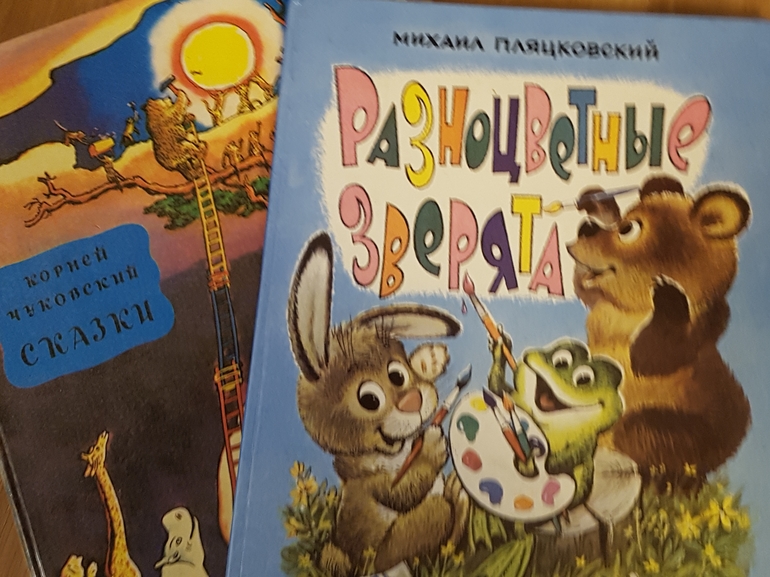 КОРНЕЙ
ЧУКОВСКИЙ
СКАЗКИ
МИХАИЛ ПЛЯЦКОВСКИЙ
РАЗНОЦВЕТНЫЕ
ЗВЕРЯТА